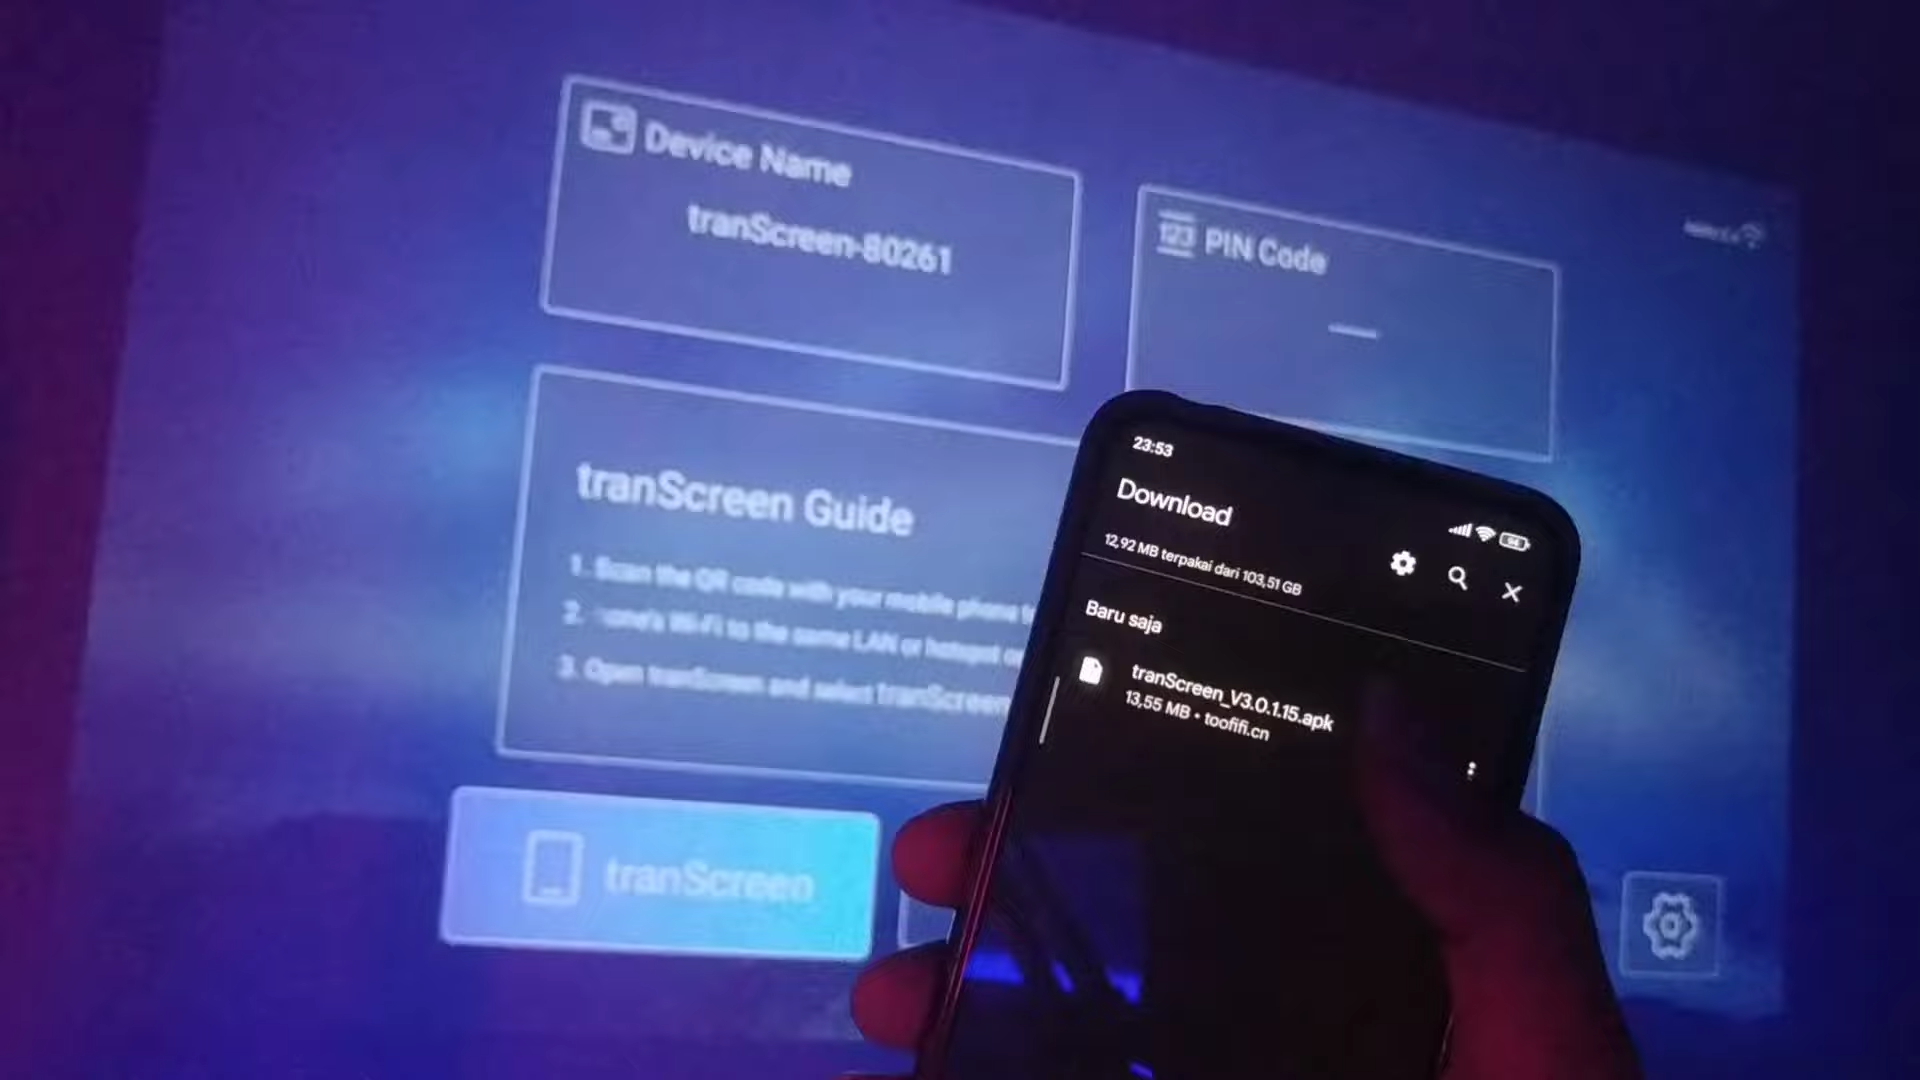 Device Name
tranScreen-80261
123 PIN Code
tranScreen Guide
1. Scan the QR code with your mobile phone
2. one's Wi-Fi to the same LAN or hotspot
3. Open tranScreen and select tranScreen
tranScreen
23:53
Download
94
12,92 MB terpakai dari 103,51 GB
Baru saja
tranScreen_V3.0.1.15.apk
13,55 MB • toofifi.cn